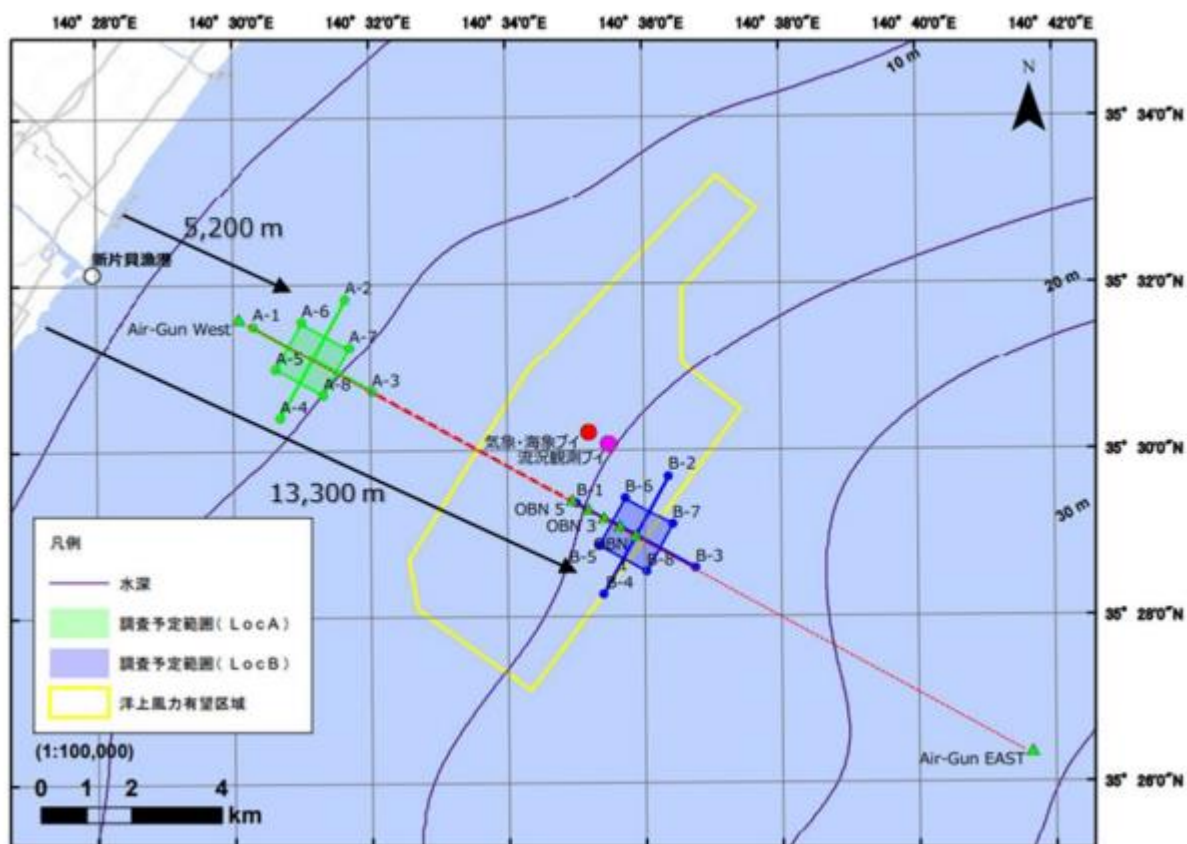 140° 28'0"E
140° 30'0"E
140° 32'0"E
140° 34'0"E
140° 36'0"E
140° 38'0"E
140° 40'0"E
140° 42'0"E
10 m
N
35° 34'0"N
5,200 m
新片貝漁港
35° 32'0"N
20 m
A-2
A-6
A-1
Air-Gun West
A-7
A-5
A-8
A-3
A-4
気象・海象ブイ
流況観測ブイ
35° 30'0"N
13,300 m
B-2
B-1
B-6
OBN 5
B-7
OBN 3
OBN
30 m
B-5
B-8
B-3
B-4
35° 28'0"N
凡例
水深
調査予定範囲(LocA)
調査予定範囲(LocB)
洋上風力有望区域
Air-Gun EAST
35° 26'0"N
(1:100,000)
0 1 2 4
km